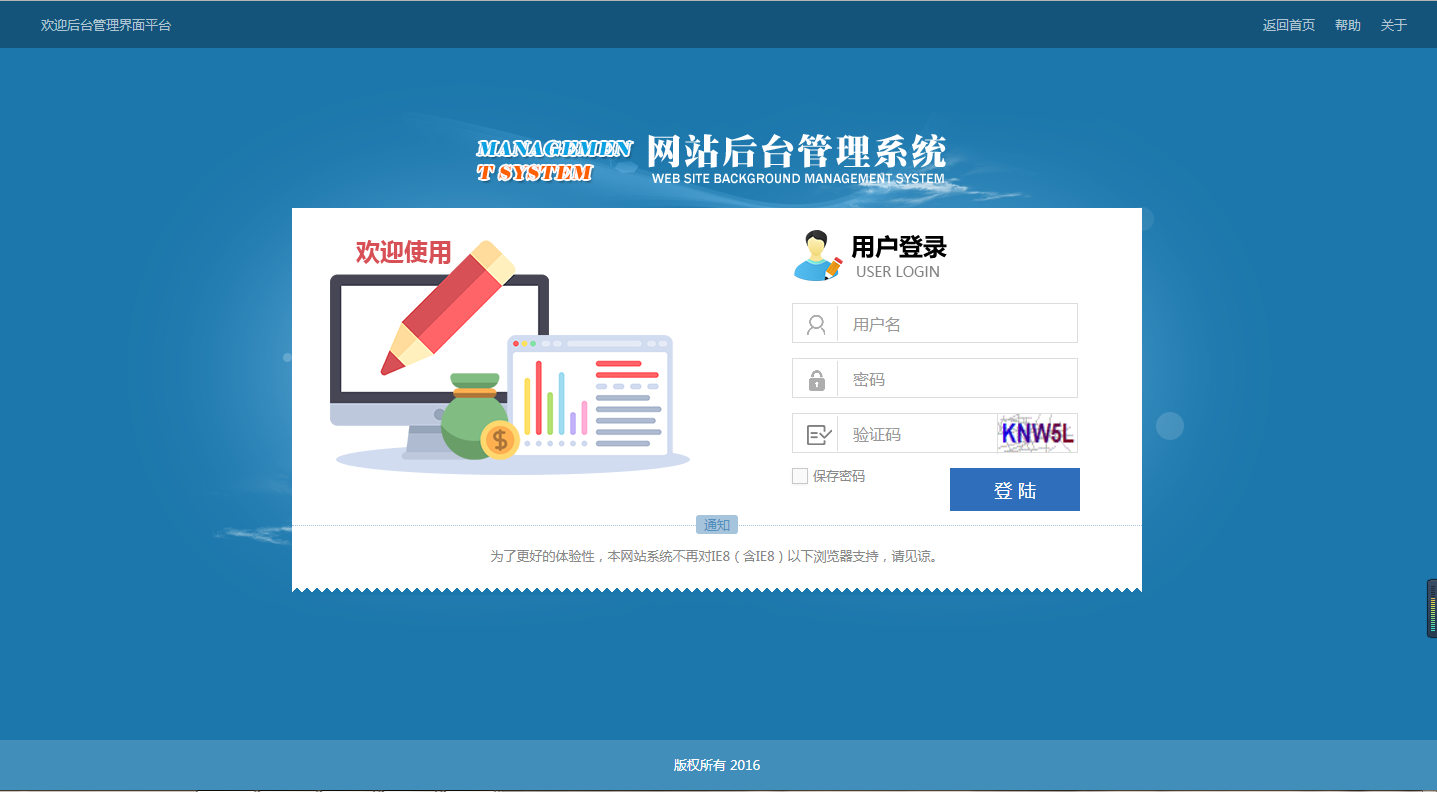 欢迎后台管理界面平台
返回首页 帮助 关于
MANAGEMEN
T SYSTEM
网站后台管理系统
WEB SITE BACKGROUND MANAGEMENT SYSTEM
欢迎使用
用户登录
USER LOGIN
用户名
密码
验证码 KNW5L
保存密码
登 陆
通知
为了更好的体验性，本网站系统不再对IE8（含IE8）以下浏览器支持，请见谅。
版权所有 2016